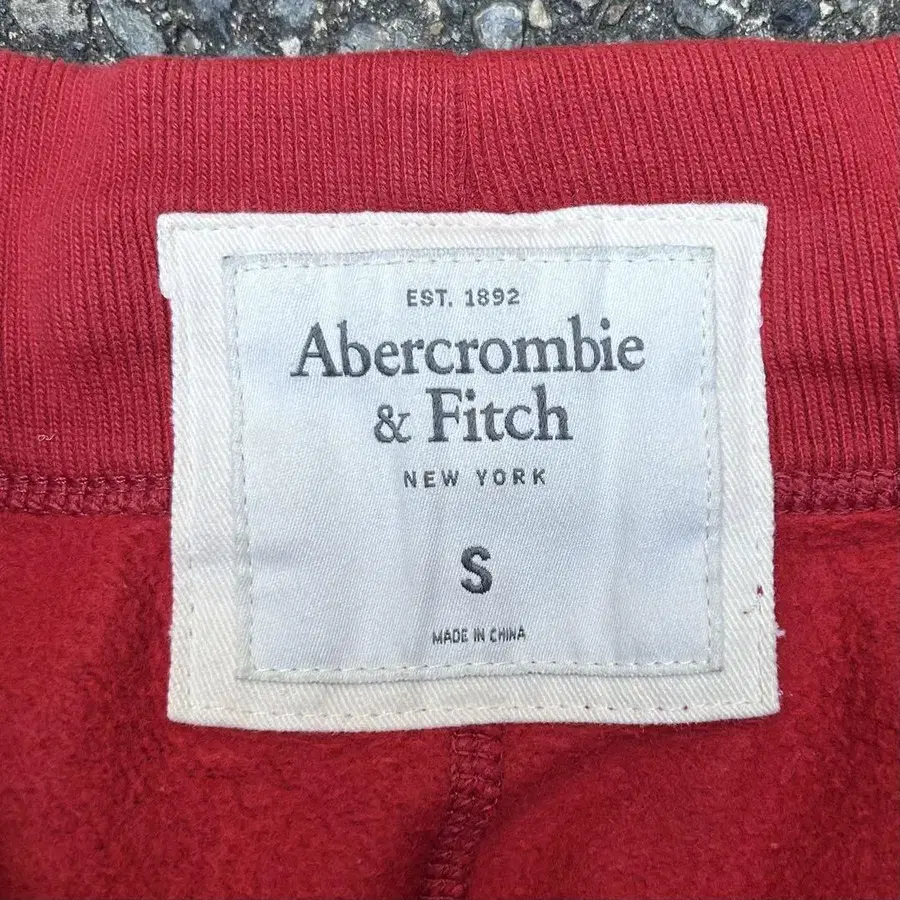 EST. 1892
Abercrombie
& Fitch
NEW YORK
S
MADE IN CHINA